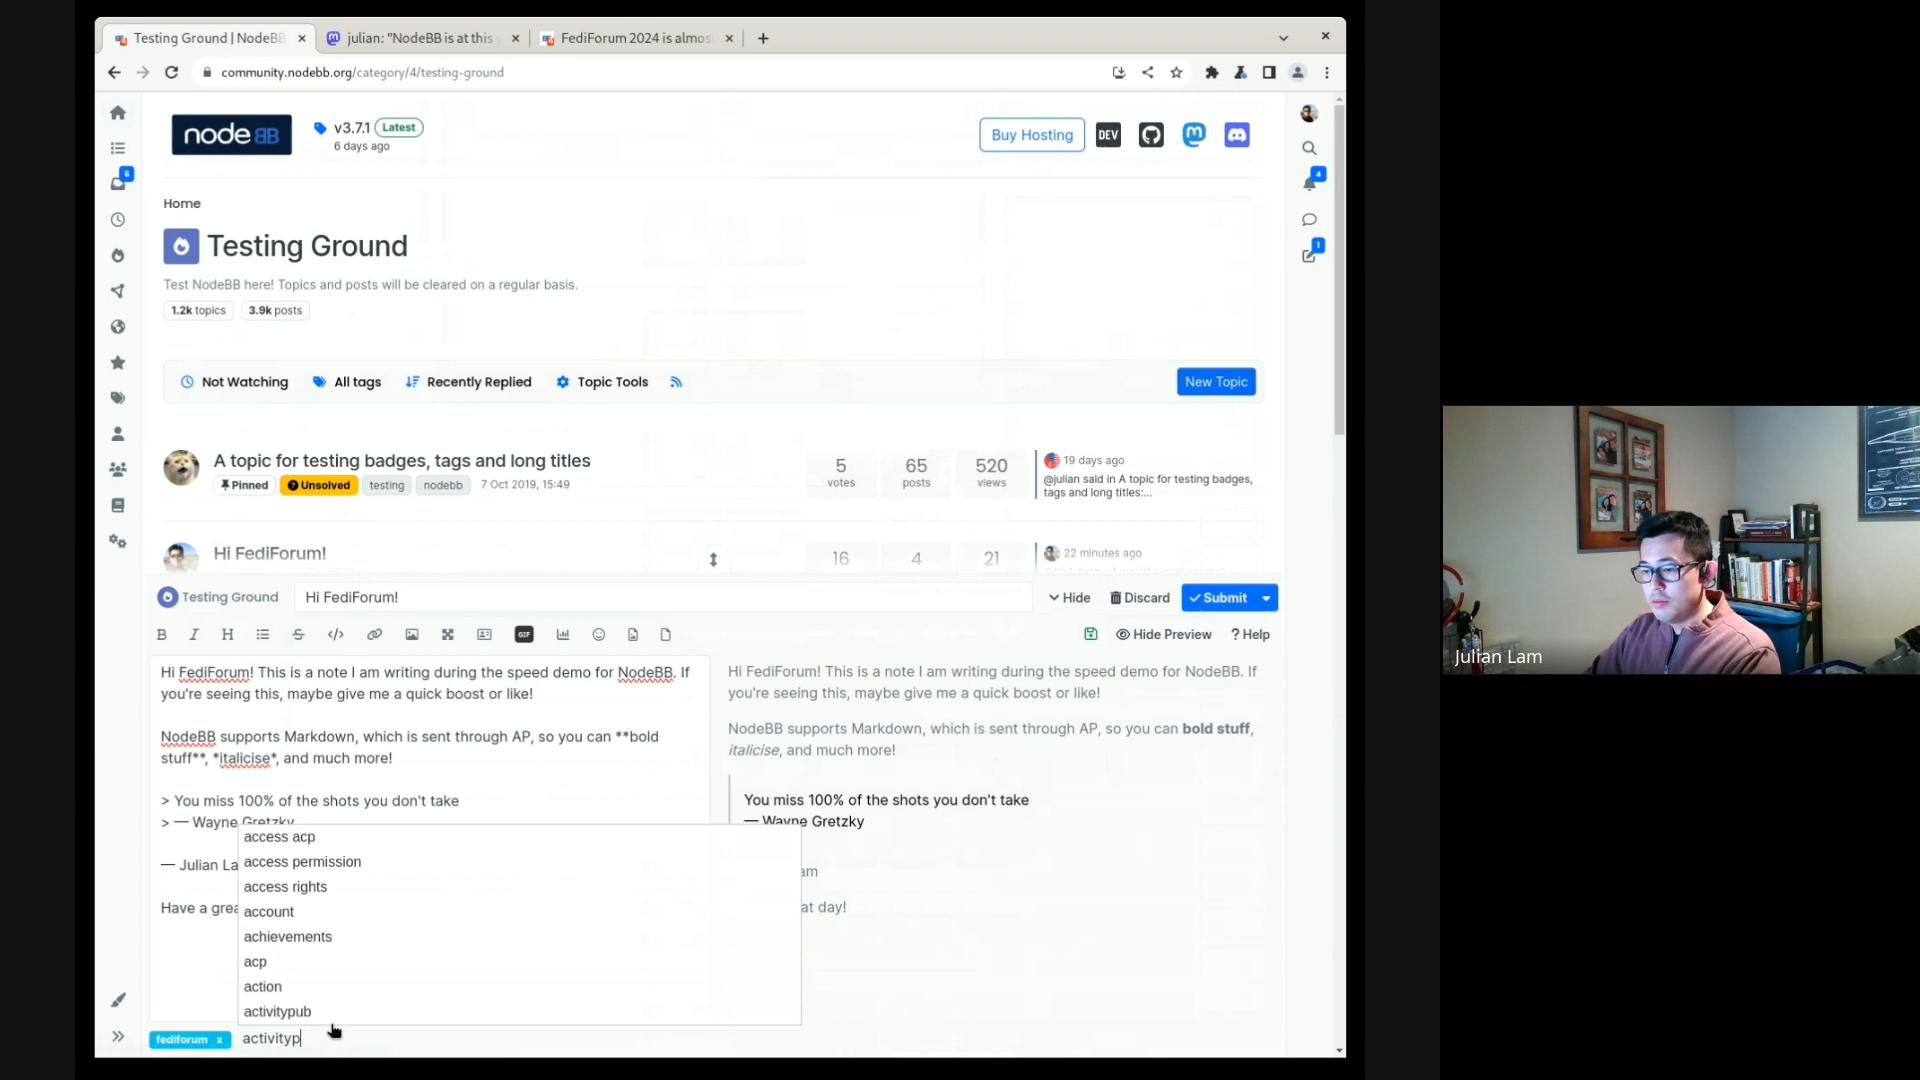 Testing Ground | NodeBB
julian: "NodeBB is at this
FediForum 2024 is almos
community.nodebb.org/category/4/testing-ground
node BB
v3.7.1 Latest
6 days ago
Buy Hosting
DEV
6
4
1
Home
Testing Ground
Test NodeBB here! Topics and posts will be cleared on a regular basis.
1.2k topics 3.9k posts
Not Watching All tags Recently Replied Topic Tools New Topic
A topic for testing badges, tags and long titles
Pinned Unsolved testing nodebb 7 Oct 2019, 15:49
5 votes
65 posts
520 views
19 days ago
@julian said in A topic for testing badges,
tags and long titles:...
Hi FediForum!
16 4 21
22 minutes ago
Testing Ground Hi FediForum! Hide Discard Submit
B I H GIF Hide Preview ? Help
Hi FediForum! This is a note I am writing during the speed demo for NodeBB. If
you're seeing this, maybe give me a quick boost or like!
NodeBB supports Markdown, which is sent through AP, so you can **bold
stuff**, *italicise*, and much more!
> You miss 100% of the shots you don't take
> — Wayne Gretzky
— Julian La
Have a grea
Hi FediForum! This is a note I am writing during the speed demo for NodeBB. If
you're seeing this, maybe give me a quick boost or like!
NodeBB supports Markdown, which is sent through AP, so you can bold stuff,
italicise, and much more!
You miss 100% of the shots you don't take
— Wayne Gretzky
am
at day!
access acp
access permission
access rights
account
achievements
acp
action
activitypub
fediforum x activityp
Julian Lam